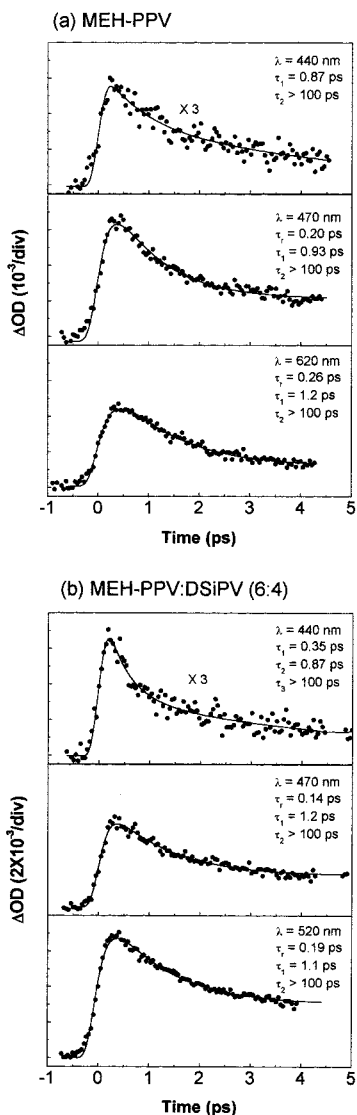 (a) MEH-PPV
λ = 440 nm
τ₁ = 0.87 ps
τ₂ > 100 ps
X 3
λ = 470 nm
τᵣ = 0.20 ps
τ₁ = 0.93 ps
τ₂ > 100 ps
λ = 620 nm
τᵣ = 0.26 ps
τ₁ = 1.2 ps
τ₂ > 100 ps
ΔOD (10⁻³/div)
-1 0 1 2 3 4 5
Time (ps)
(b) MEH-PPV:DSiPV (6:4)
λ = 440 nm
τ₁ = 0.35 ps
τ₂ = 0.87 ps
τ₃ > 100 ps
X 3
λ = 470 nm
τᵣ = 0.14 ps
τ₁ = 1.2 ps
τ₂ > 100 ps
λ = 520 nm
τᵣ = 0.19 ps
τ₁ = 1.1 ps
τ₂ > 100 ps
ΔOD (2X10⁻³/div)
-1 0 1 2 3 4 5
Time (ps)